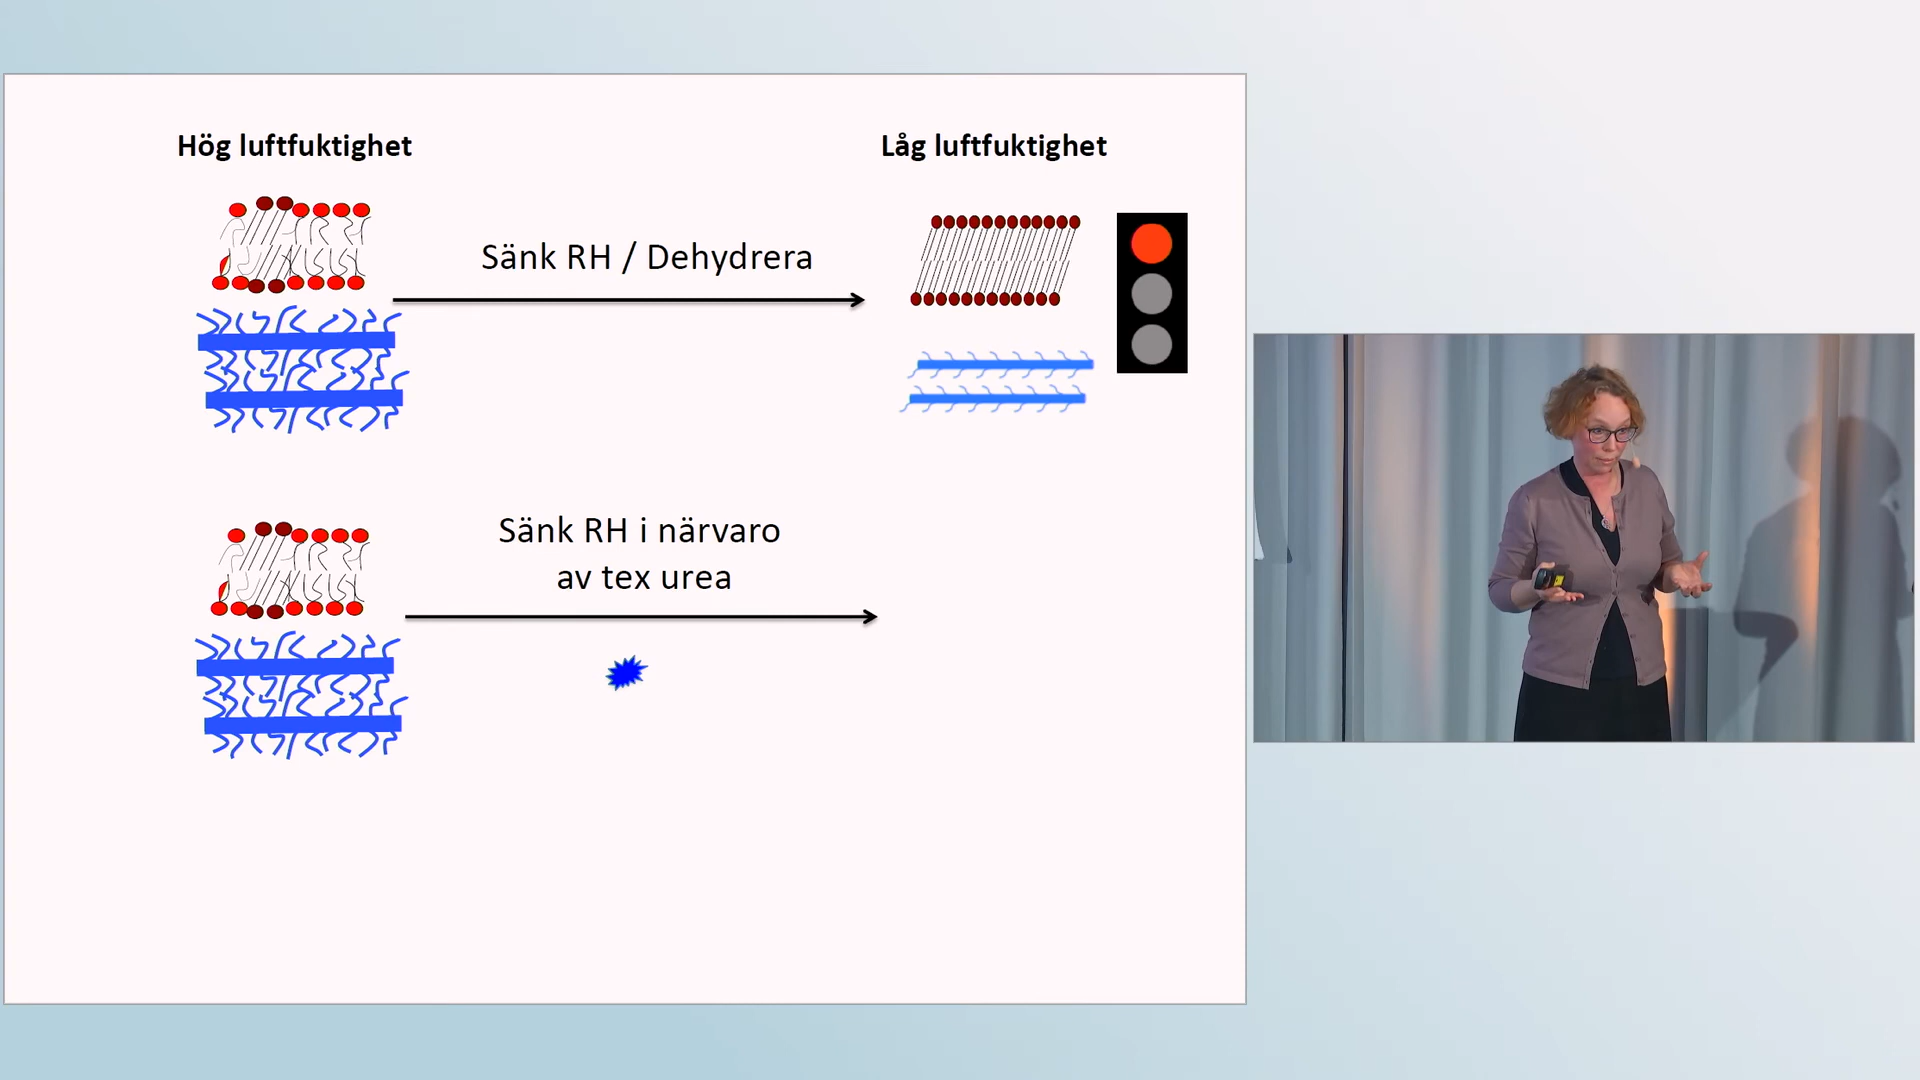 Hög luftfuktighet
Låg luftfuktighet
Sänk RH / Dehydrera
Sänk RH i närvaro
av tex urea